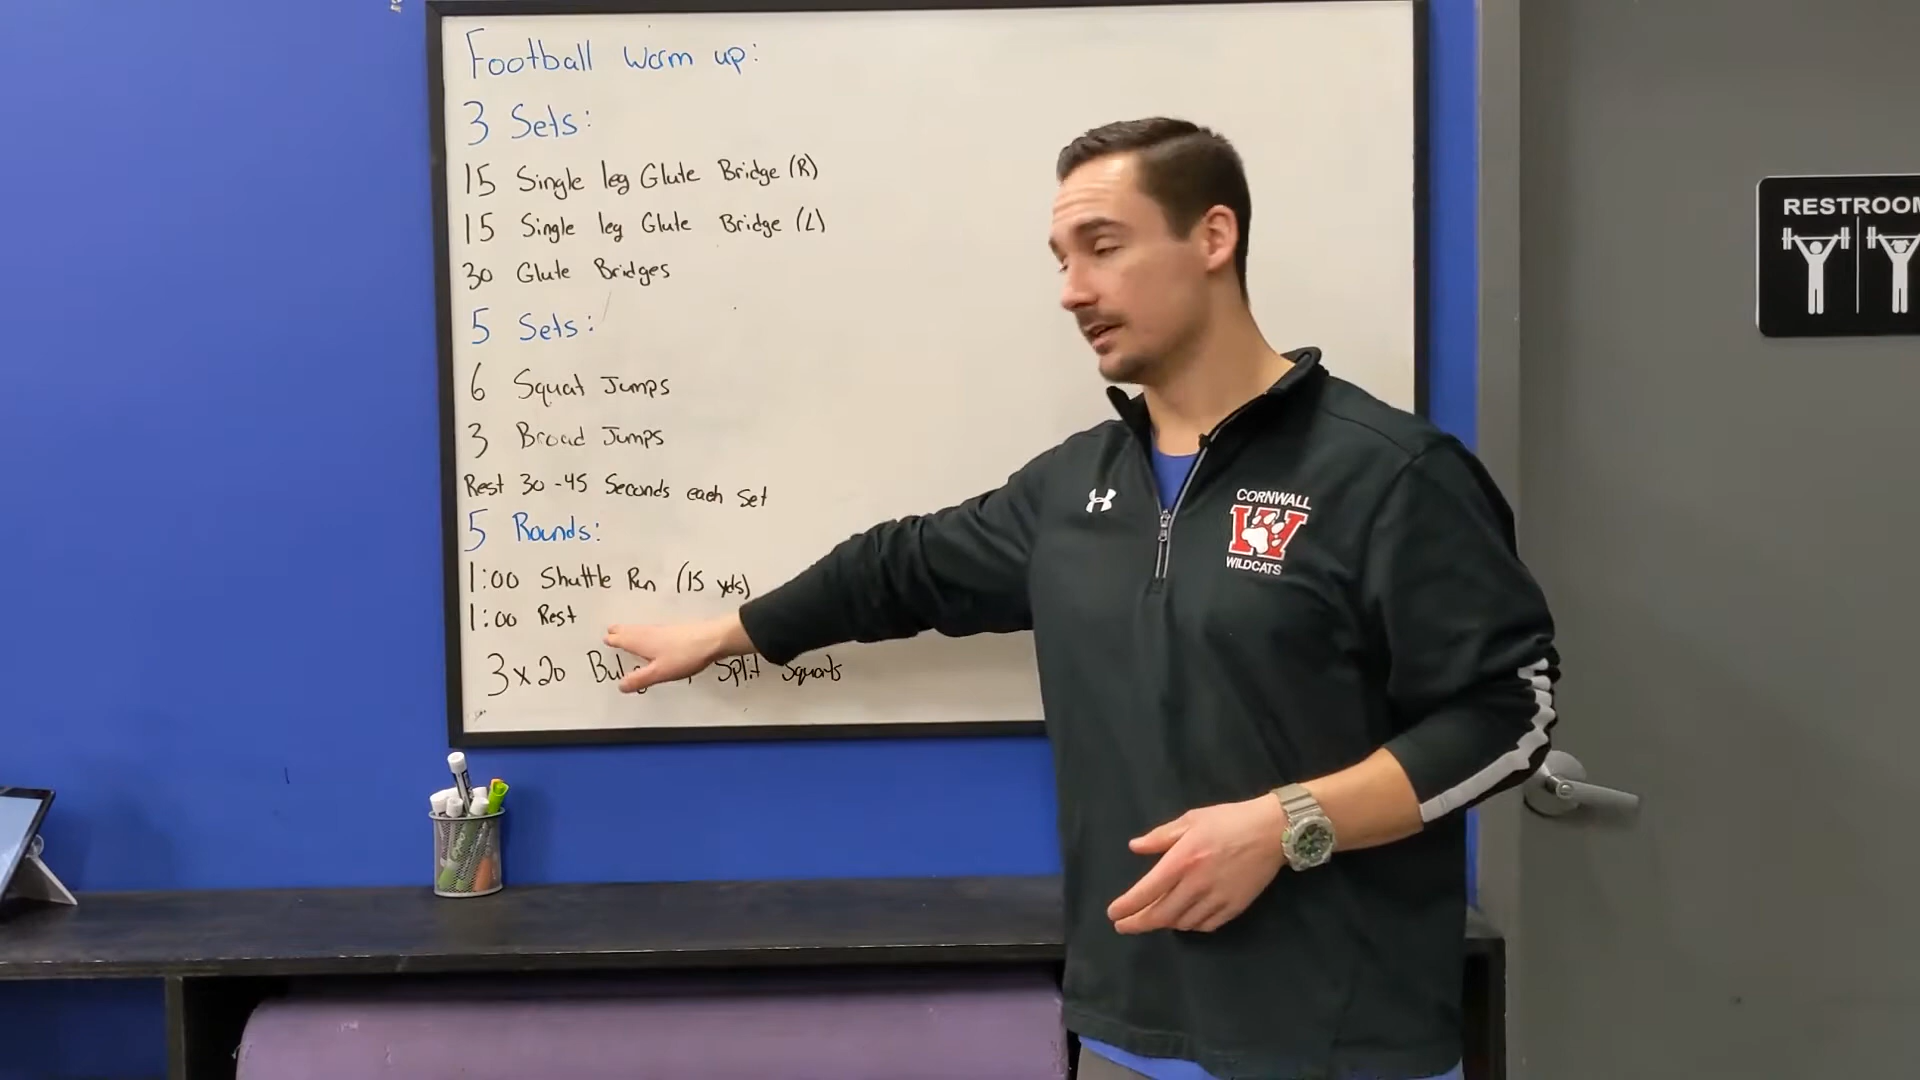 Football Warm up:
3 Sets:
15 Single leg Glute Bridge (R)
15 Single leg Glute Bridge (L)
30 Glute Bridges
5 Sets:
6 Squat Jumps
3 Broad Jumps
Rest 30-45 Seconds each Set
5 Rounds:
1:00 Shuttle Run (15 yds)
1:00 Rest
3x20 Split Squats
CORNWALL
W
WILDCATS
RESTROOM